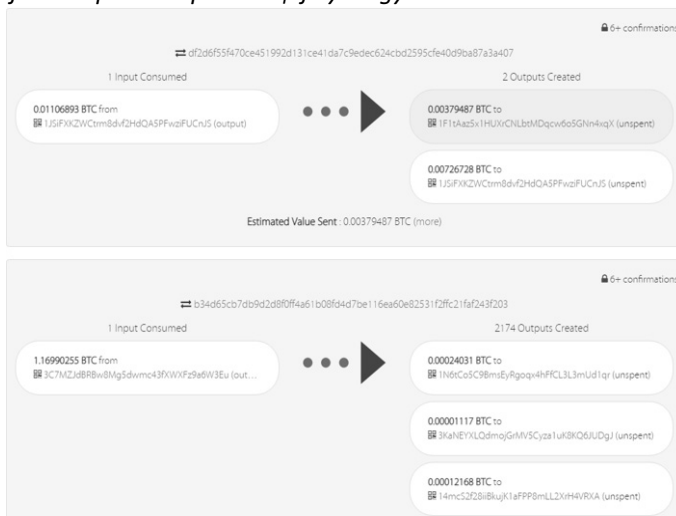 6+ confirmations
df2d6f55f470ce451992d131ce41da7c9edec624cbd2595cfe40d9ba87a3a407
1 Input Consumed
2 Outputs Created
0.01106893 BTC from
1JSiFXKZWCtrm8dvf2HdQA5PFwziFUCnJS (output)
0.00379487 BTC to
1F1tAaz5x1HUXrCNLbtMDqcw6o5GNn4xqX (unspent)
0.00726728 BTC to
1JSiFXKZWCtrm8dvf2HdQA5PFwziFUCnJS (unspent)
Estimated Value Sent : 0.00379487 BTC (more)
6+ confirmations
b34d65cb7db9d2d8f0ff4a61b08fd4d7be116ea60e82531f2ffc21faf243f203
1 Input Consumed
2174 Outputs Created
1.16990255 BTC from
3C7MZJdBRBw8Mg5dwmc43fXWXFz9a6W3Eu (out...
0.00024031 BTC to
1N6tCo5C9BmsEyRgoqx4hFfCL3L3mUd1qr (unspent)
0.00001117 BTC to
3KaNEYXLQdmojGrMV5Cyza1uK8KQ6JUDgJ (unspent)
0.00012168 BTC to
14mcS2f28iiBkujK1aFPP8mLL2XrH4VRXA (unspent)